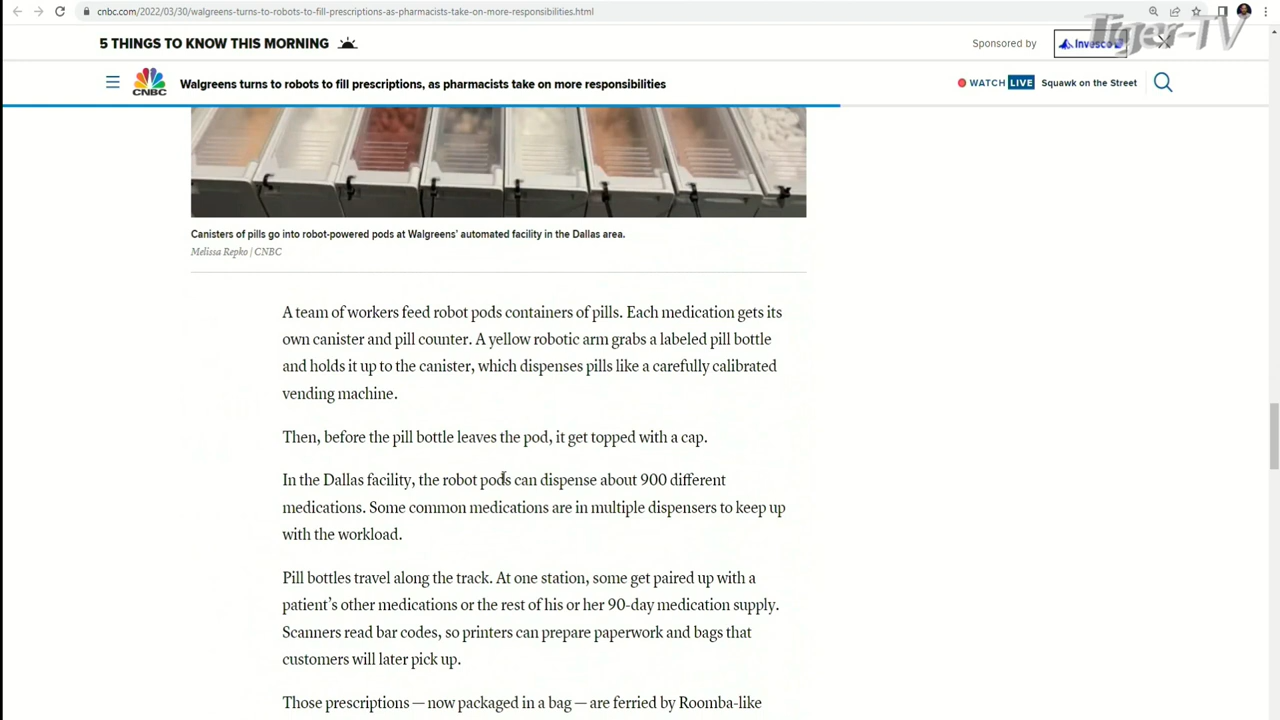 cnbc.com/2022/03/30/walgreens-turns-to-robots-to-fill-prescriptions-as-pharmacists-take-on-more-responsibilities.html
5 THINGS TO KNOW THIS MORNING
Sponsored by
Invesco
Tiger-TV
CNBC
Walgreens turns to robots to fill prescriptions, as pharmacists take on more responsibilities
WATCH LIVE Squawk on the Street
Canisters of pills go into robot-powered pods at Walgreens' automated facility in the Dallas area.
Melissa Repko | CNBC
A team of workers feed robot pods containers of pills. Each medication gets its
own canister and pill counter. A yellow robotic arm grabs a labeled pill bottle
and holds it up to the canister, which dispenses pills like a carefully calibrated
vending machine.
Then, before the pill bottle leaves the pod, it get topped with a cap.
In the Dallas facility, the robot pods can dispense about 900 different
medications. Some common medications are in multiple dispensers to keep up
with the workload.
Pill bottles travel along the track. At one station, some get paired up with a
patient’s other medications or the rest of his or her 90-day medication supply.
Scanners read bar codes, so printers can prepare paperwork and bags that
customers will later pick up.
Those prescriptions — now packaged in a bag — are ferried by Roomba-like